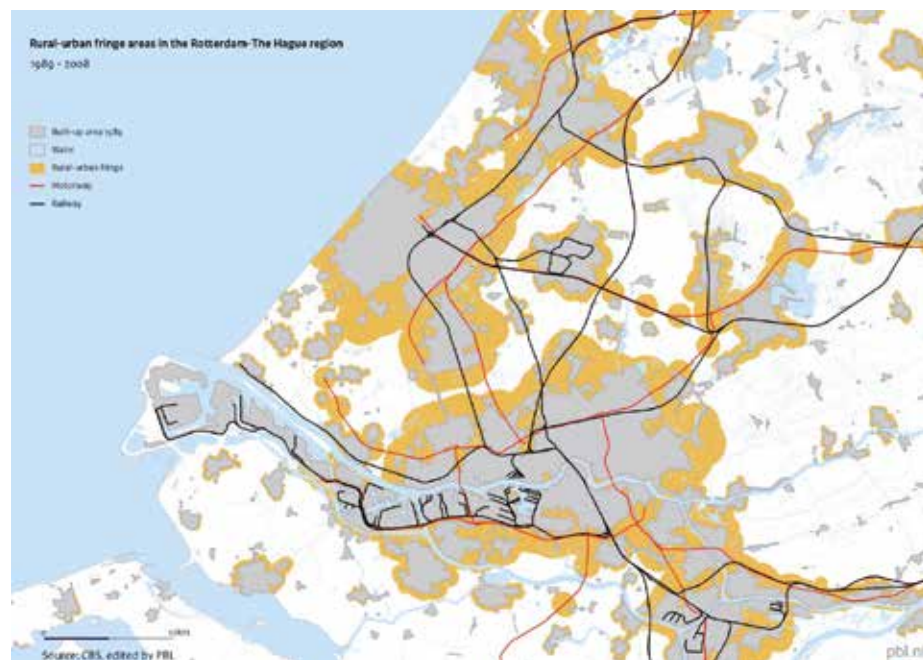 Rural-urban fringe areas in the Rotterdam-The Hague region
1989 - 2008
Built-up area 1989
Water
Rural-urban fringe
Motorway
Railway
0
Source: CBS, edited by PBL
pbl.n